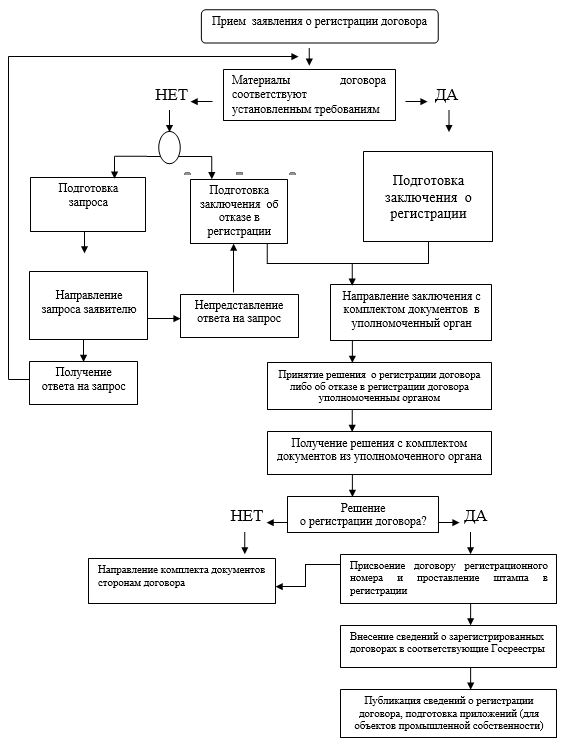 Прием заявления о регистрации договора
Материалы договора
соответствуют
установленным требованиям
НЕТ
ДА
Подготовка
запроса
Подготовка
заключения об
отказе в
регистрации
Подготовка
заключения о
регистрации
Направление
запроса заявителю
Непредставление
ответа на запрос
Направление заключения с
комплектом документов в
уполномоченный орган
Получение
ответа на запрос
Принятие решения о регистрации договора
либо об отказе в регистрации договора
уполномоченным органом
Получение решения с комплектом
документов из уполномоченного органа
Решение
о регистрации договора?
НЕТ
ДА
Направление комплекта документов
сторонам договора
Присвоение договору регистрационного
номера и проставление штампа в
регистрации
Внесение сведений о зарегистрированных
договорах в соответствующие Госреестры
Публикация сведений о регистрации
договора, подготовка приложений (для
объектов промышленной собственности)